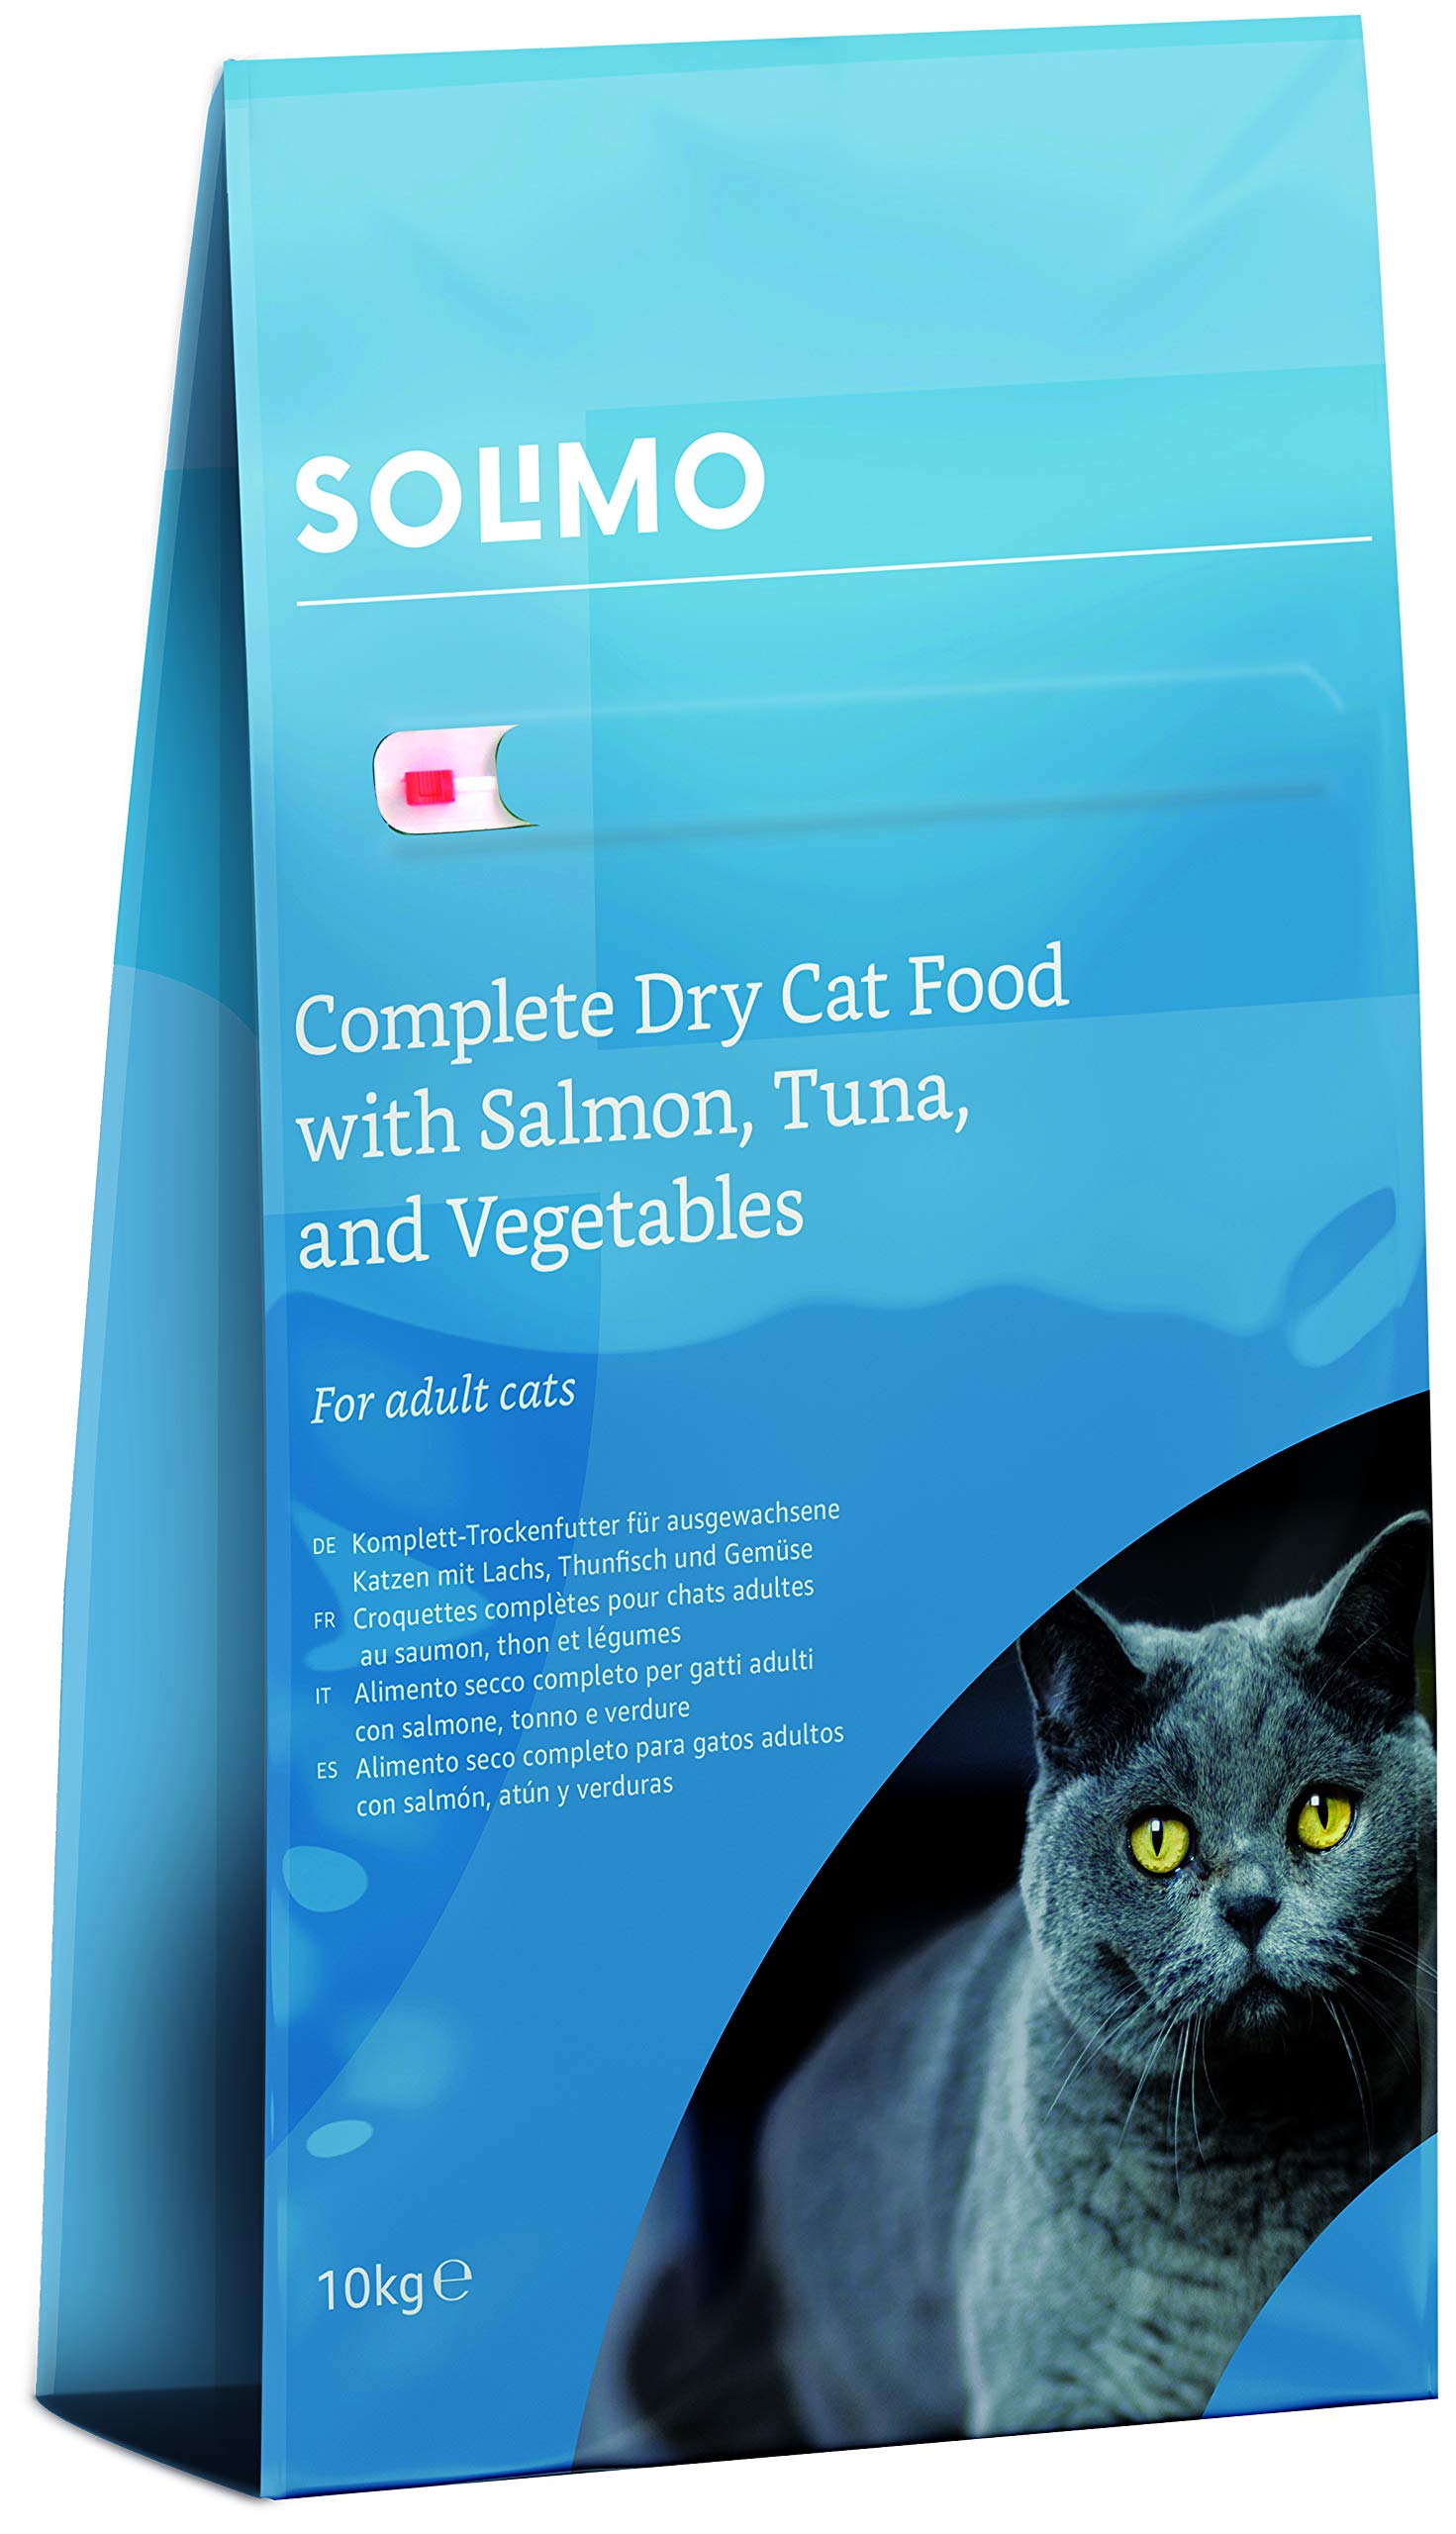 SOLIMO
Complete Dry Cat Food
with Salmon, Tuna,
and Vegetables
For adult cats
DE Komplett-Trockenfutter für ausgewachsene
Katzen mit Lachs, Thunfisch und Gemüse
FR Croquettes complètes pour chats adultes
au saumon, thon et légumes
IT Alimento secco completo per gatti adulti
con salmone, tonno e verdure
ES Alimento seco completo para gatos adultos
con salmón, atún y verduras
10kg ℮